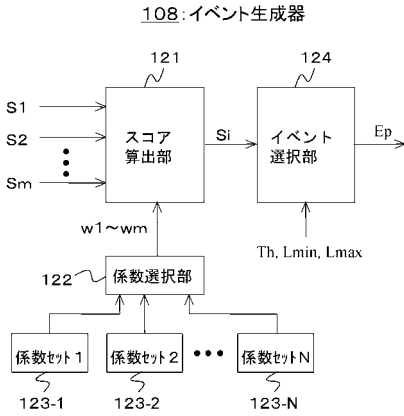 108:イベント生成器
121
124
S1
S2
Sm
スコア
算出部
Si
イベント
選択部
Ep
w1~wm
Th, Lmin, Lmax
122
係数選択部
係数セット1
係数セット2
係数セットN
123-1
123-2
123-N